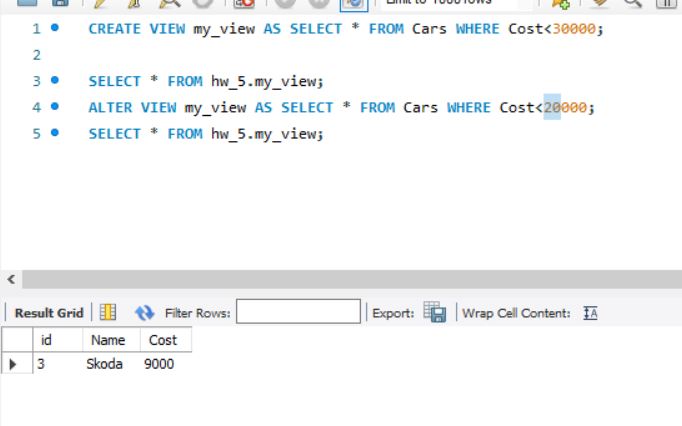 Limit to 1000 rows
1 CREATE VIEW my_view AS SELECT * FROM Cars WHERE Cost<30000;
2
3 SELECT * FROM hw_5.my_view;
4 ALTER VIEW my_view AS SELECT * FROM Cars WHERE Cost<20000;
5 SELECT * FROM hw_5.my_view;
Result Grid Filter Rows: Export: Wrap Cell Content:
id Name Cost
3 Skoda 9000